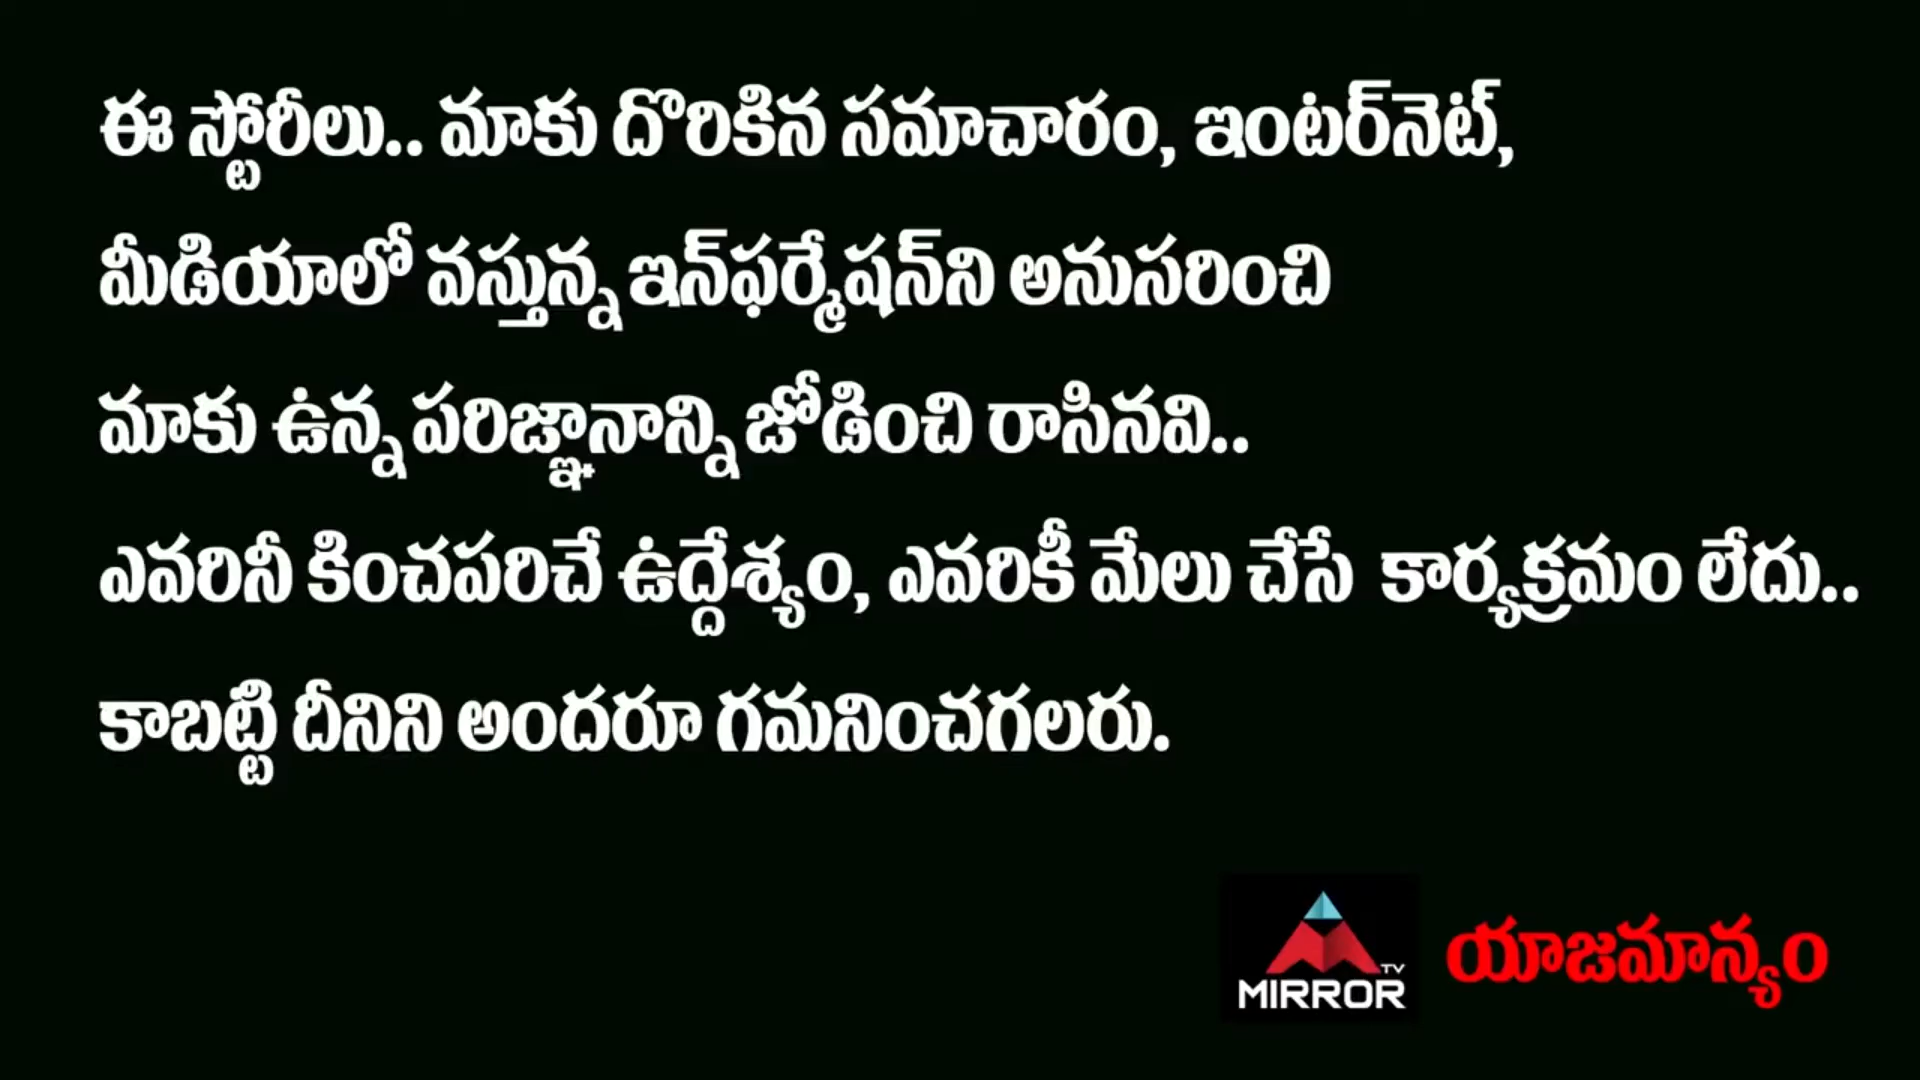 ఈ స్టోరీలు.. మాకు దొరికిన సమాచారం, ఇంటర్‌నెట్,
మీడియాలో వస్తున్న ఇన్‌ఫర్మేషన్‌ని అనుసరించి
మాకు ఉన్న పరిజ్ఞానాన్ని జోడించి రాసినవి..
ఎవరినీ కించపరిచే ఉద్దేశ్యం, ఎవరికీ మేలు చేసే కార్యక్రమం లేదు..
కాబట్టి దీనిని అందరూ గమనించగలరు.
MIRROR TV యాజమాన్యం